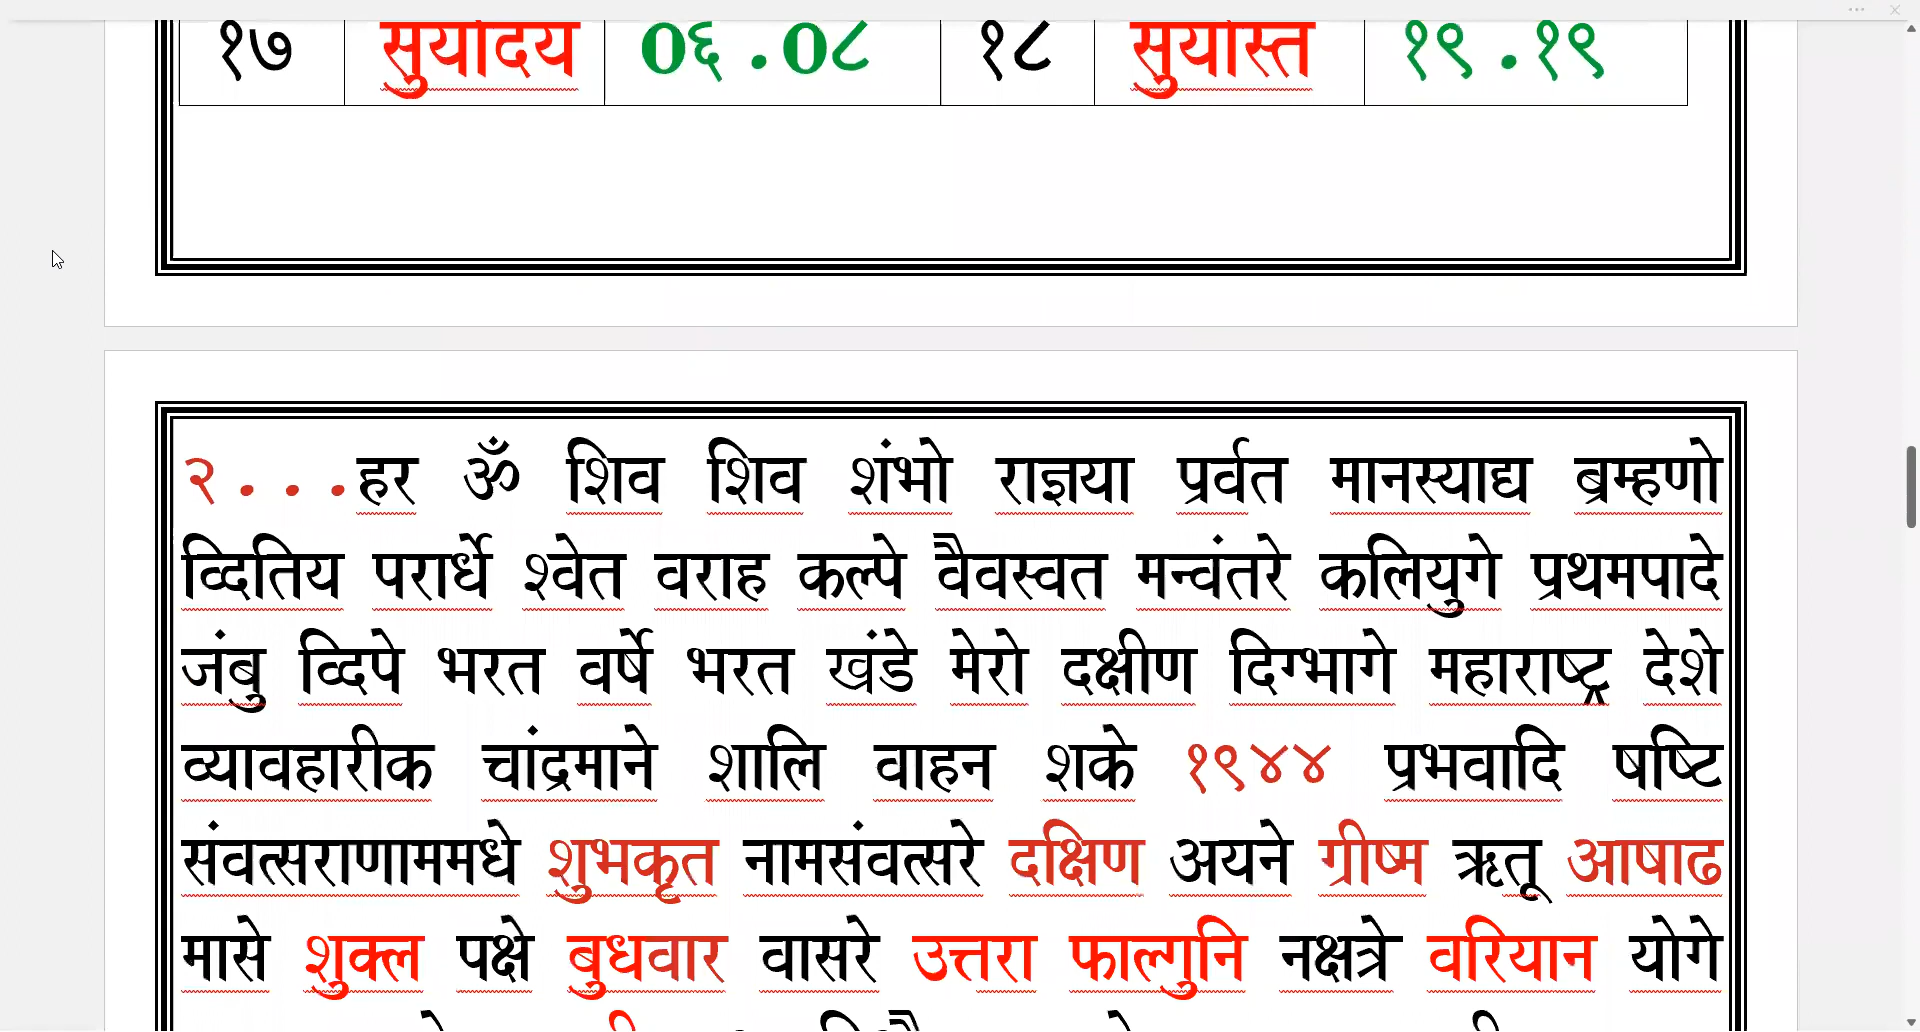 १७ सुर्योदय 0६.0८ १८ सुर्यास्त १९.१९
२...हर ॐ शिव शिव शंभो राज्ञया प्रर्वत मानस्याद्य ब्रम्हणो
व्दितिय परार्धे श्वेत वराह कल्पे वैवस्वत मन्वंतरे कलियुगे प्रथमपादे
जंबु व्दिपे भरत वर्षे भरत खंडे मेरो दक्षीण दिग्भागे महाराष्ट्र देशे
व्यावहारीक चांद्रमाने शालि वाहन शके १९४४ प्रभवादि षष्टि
संवत्सराणाममधे शुभकृत नामसंवत्सरे दक्षिण अयने ग्रीष्म ऋतू आषाढ
मासे शुक्ल पक्षे बुधवार वासरे उत्तरा फाल्गुनि नक्षत्रे वरियान योगे